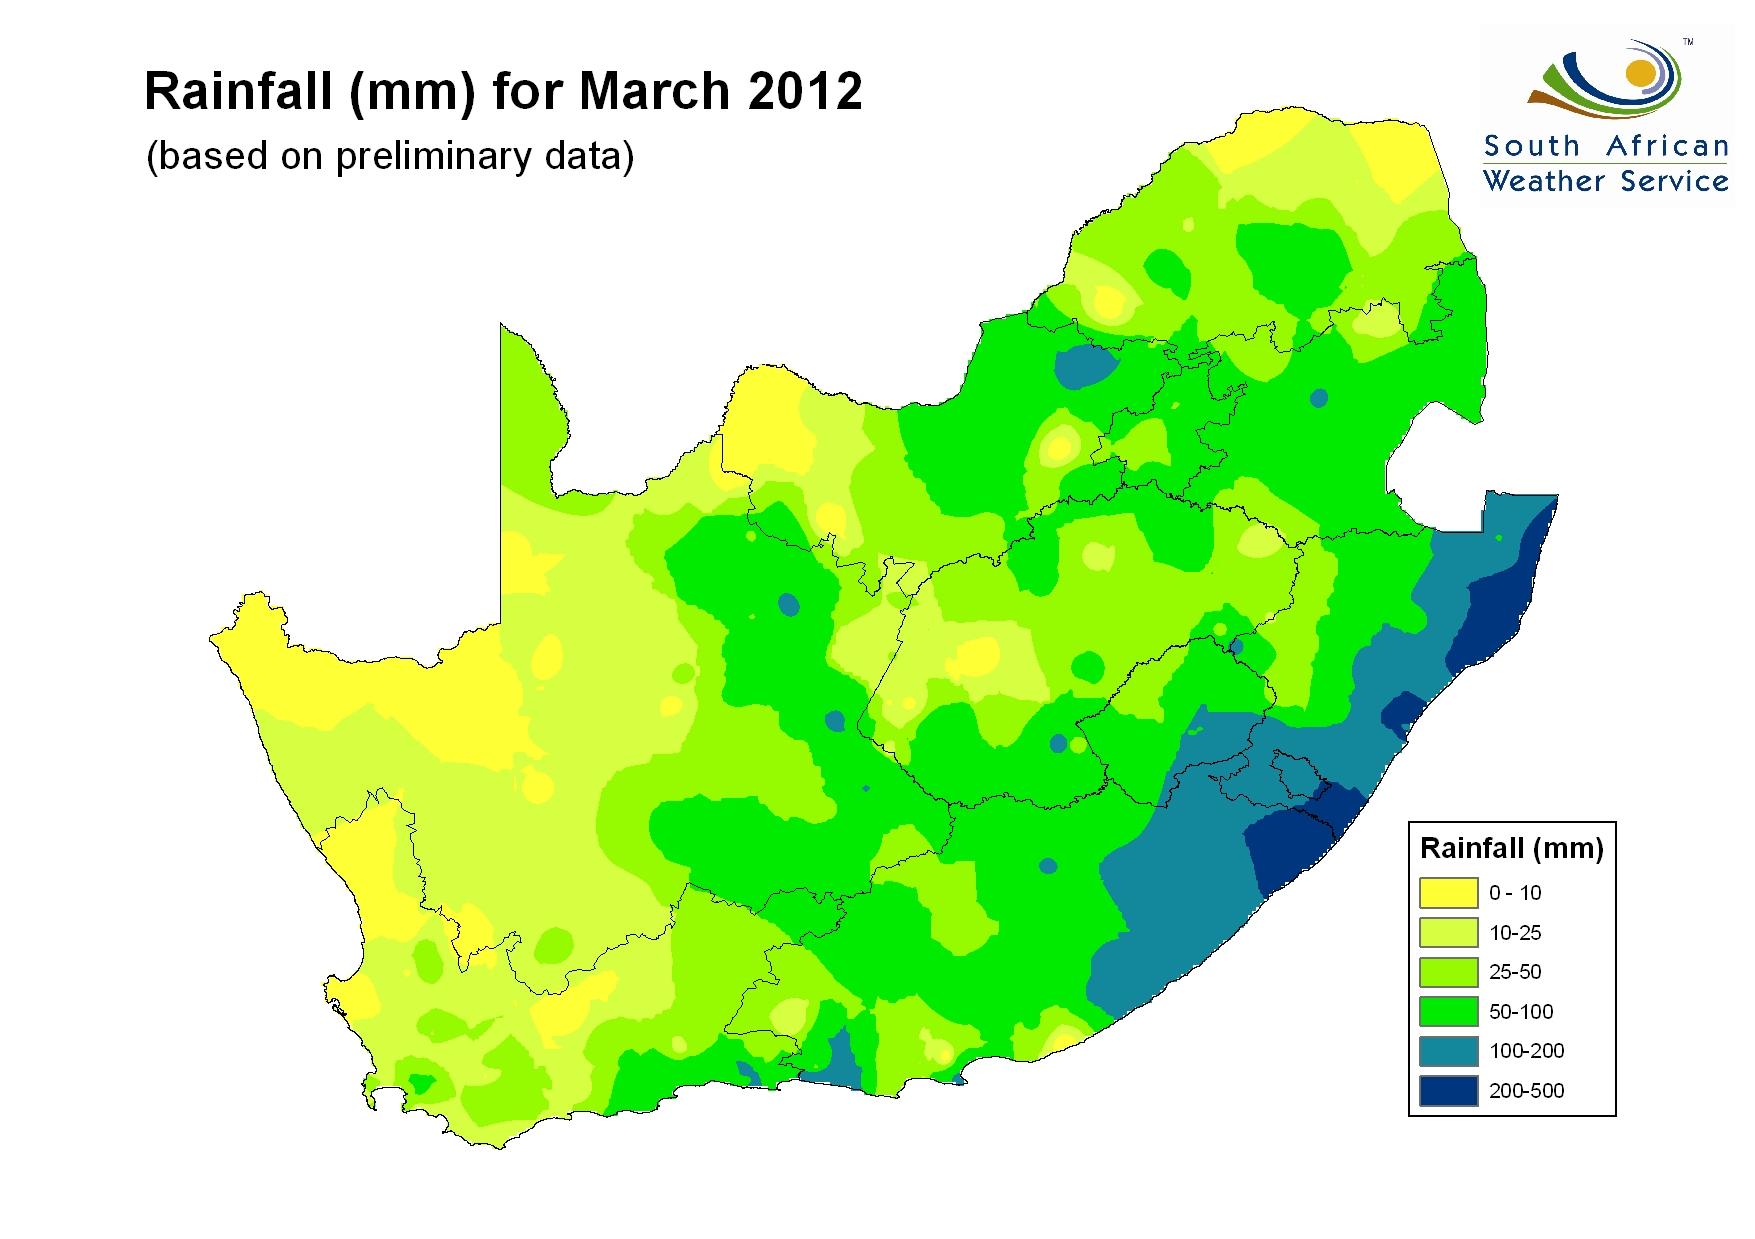 Rainfall (mm) for March 2012
(based on preliminary data)
TM
South African
Weather Service
Rainfall (mm)
0 - 10
10-25
25-50
50-100
100-200
200-500